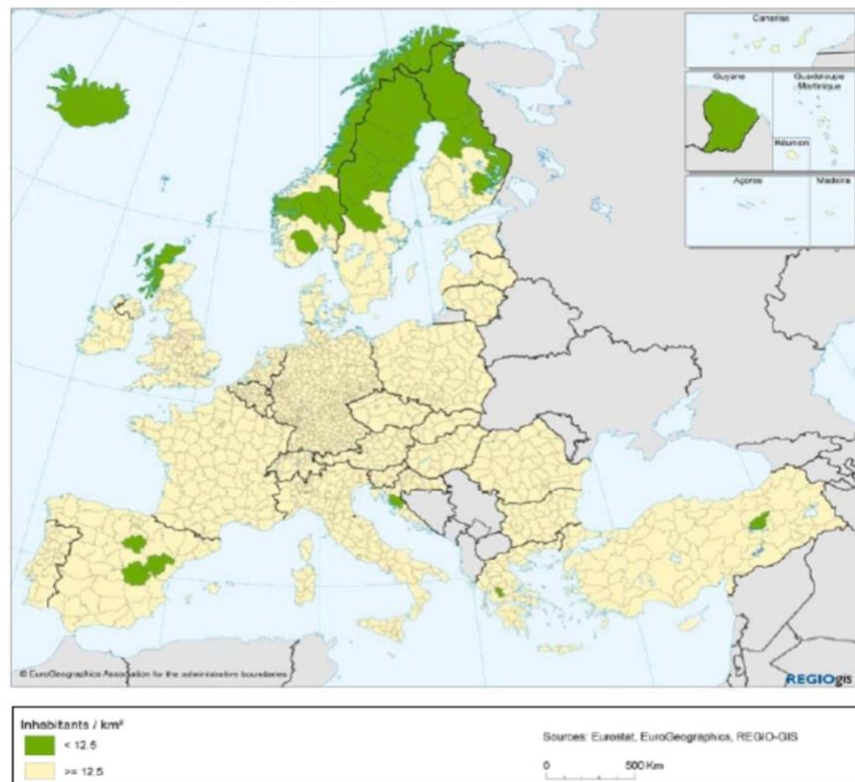 Canarias
Guyane
Guadeloupe
Martinique
Réunion
Açores
Madeira
© EuroGeographics Association for the administrative boundaries
REGIOgis
Inhabitants / km²
< 12.5
>= 12.5
Sources: Eurostat, EuroGeographics, REGIO-GIS
0 500 Km